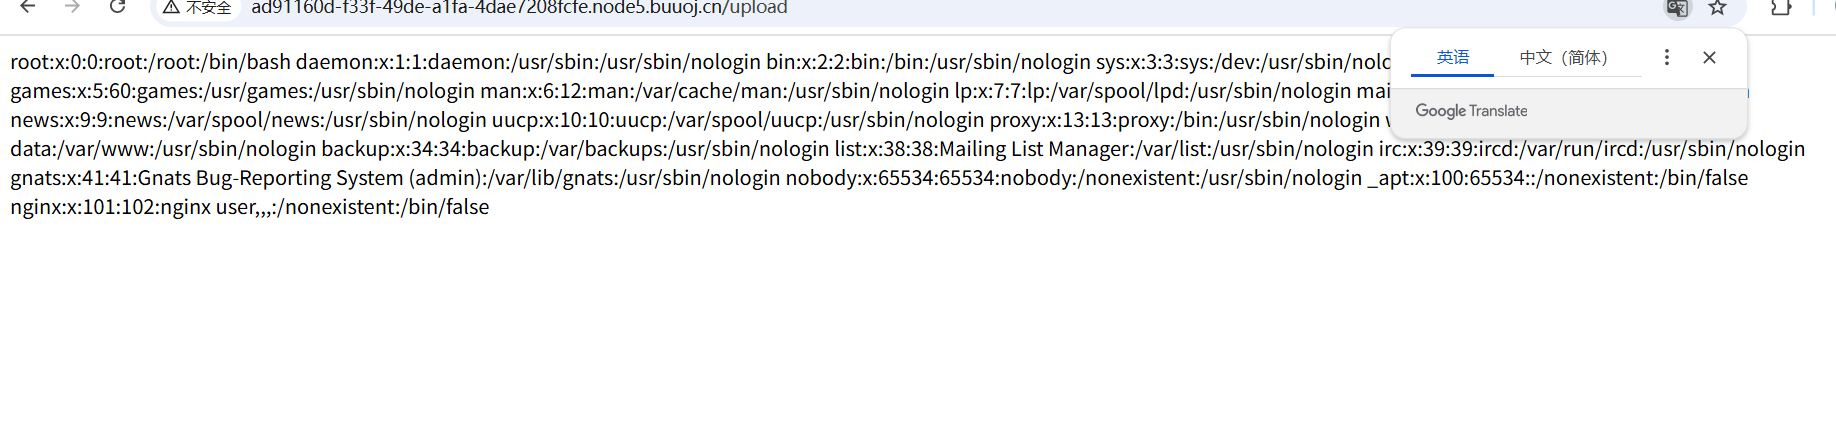 不安全 ad91160d-f33f-49de-a1fa-4dae7208fcfe.node5.buuoj.cn/upload
root:x:0:0:root:/root:/bin/bash daemon:x:1:1:daemon:/usr/sbin:/usr/sbin/nologin bin:x:2:2:bin:/bin:/usr/sbin/nologin sys:x:3:3:sys:/dev:/usr/sbin/nolo
games:x:5:60:games:/usr/games:/usr/sbin/nologin man:x:6:12:man:/var/cache/man:/usr/sbin/nologin lp:x:7:7:lp:/var/spool/lpd:/usr/sbin/nologin mai
news:x:9:9:news:/var/spool/news:/usr/sbin/nologin uucp:x:10:10:uucp:/var/spool/uucp:/usr/sbin/nologin proxy:x:13:13:proxy:/bin:/usr/sbin/nologin
data:/var/www:/usr/sbin/nologin backup:x:34:34:backup:/var/backups:/usr/sbin/nologin list:x:38:38:Mailing List Manager:/var/list:/usr/sbin/nologin irc:x:39:39:ircd:/var/run/ircd:/usr/sbin/nologin
gnats:x:41:41:Gnats Bug-Reporting System (admin):/var/lib/gnats:/usr/sbin/nologin nobody:x:65534:65534:nobody:/nonexistent:/usr/sbin/nologin _apt:x:100:65534::/nonexistent:/bin/false
nginx:x:101:102:nginx user,,,:/nonexistent:/bin/false
英语 中文（简体）
Google Translate